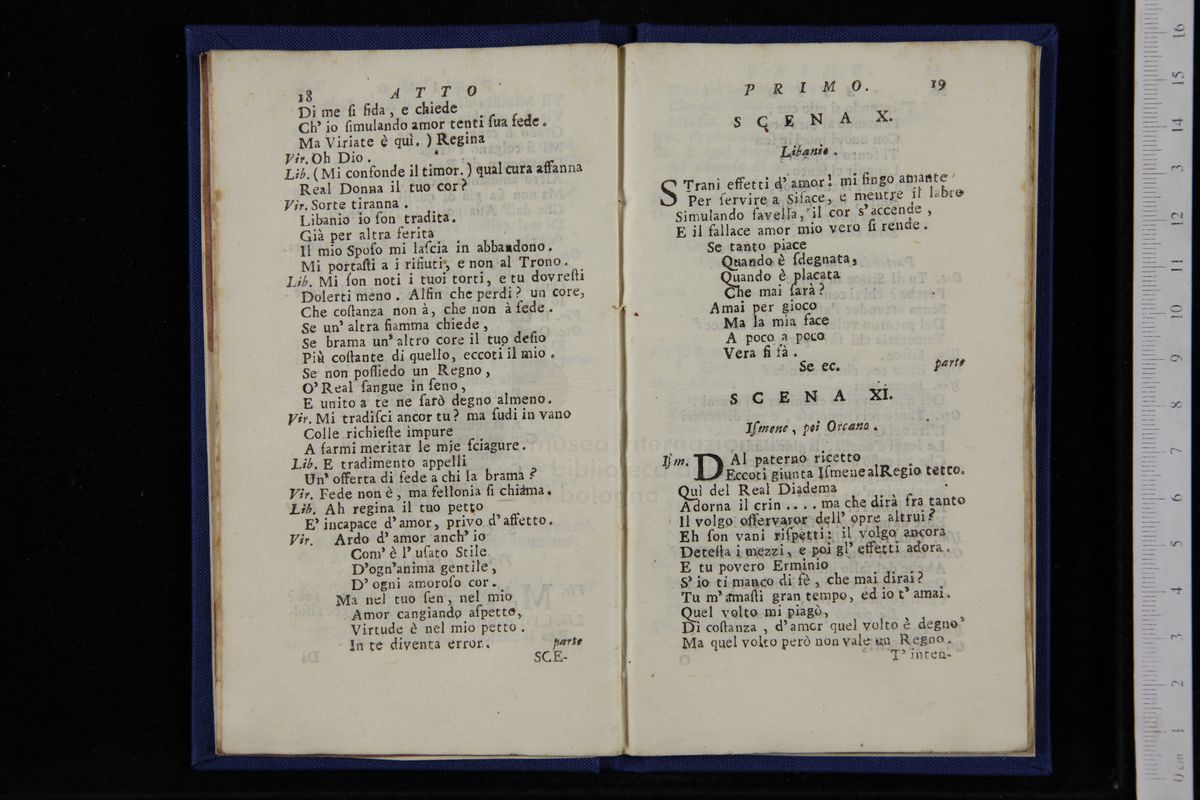 18 ATTO
Di me ſi fida, e chiede
Ch' io ſimulando amor tenti ſua fede.
Ma Viriate è quì. ) Regina
Vir. Oh Dio.
Lib. (Mi confonde il timor.) qual cura affanna
Real Donna il tuo cor?
Vir. Sorte tiranna.
Libanio io ſon tradita.
Già per altra ferita
Il mio Spoſo mi laſcia in abbandono.
Mi portaſti a i rifiuti, e non al Trono.
Lib. Mi ſon noti i tuoi torti, e tu dovreſti
Dolerti meno. Alfin che perdi? un core,
Che coſtanza non à, che non à fede.
Se un' altra fiamma chiede,
Se brama un' altro core il tuo deſio
Più coſtante di quello, eccoti il mio.
Se non poſſiedo un Regno,
O' Real ſangue in ſeno,
E unito a te ne ſarò degno almeno.
Vir. Mi tradiſci ancor tu? ma ſudi in vano
Colle richieſte impure
A farmi meritar le mie ſciagure.
Lib. E tradimento appelli
Un' offerta di fede a chi la brama?
Vir. Fede non è, ma fellonia ſi chiama.
Lib. Ah regina il tuo petto
E' incapace d'amor, privo d'affetto.
Vir. Ardo d' amor anch' io
Com' è l' uſato Stile
D'ogn'anima gentile,
D' ogni amoroſo cor.
Ma nel tuo ſen, nel mio
Amor cangiando aſpetto,
Virtude è nel mio petto.
In te diventa error. parte
SCE-
PRIMO. 19
SCENA X.
Libanio.
STrani effetti d' amor! mi fingo amante
Per ſervire a Siface, e mentre il labro
Simulando favella, il cor s'accende,
E il fallace amor mio vero ſi rende.
Se tanto piace
Quando è ſdegnata,
Quando è placata
Che mai ſarà?
Amai per gioco
Ma la mia face
A poco a poco
Vera ſi fà.
Se ec. parte
SCENA XI.
Iſmene, poi Orcano.
Iſm. DAl paterno ricetto
Eccoti giunta Iſmene al Regio tetto.
Quì del Real Diadema
Adorna il crin .... ma che dirà fra tanto
Il volgo oſſervator dell' opre altrui?
Eh ſon vani riſpetti: il volgo ancora
Deteſta i mezzi, e poi gl' effetti adora.
E tu povero Erminio
S' io ti manco di fè, che mai dirai?
Tu m'amaſti gran tempo, ed io t' amai.
Quel volto mi piagò,
Di coſtanza, d'amor quel volto è degno
Ma quel volto però non vale un Regno.
T' inten-
museo internazionale
biblioteca
bologna